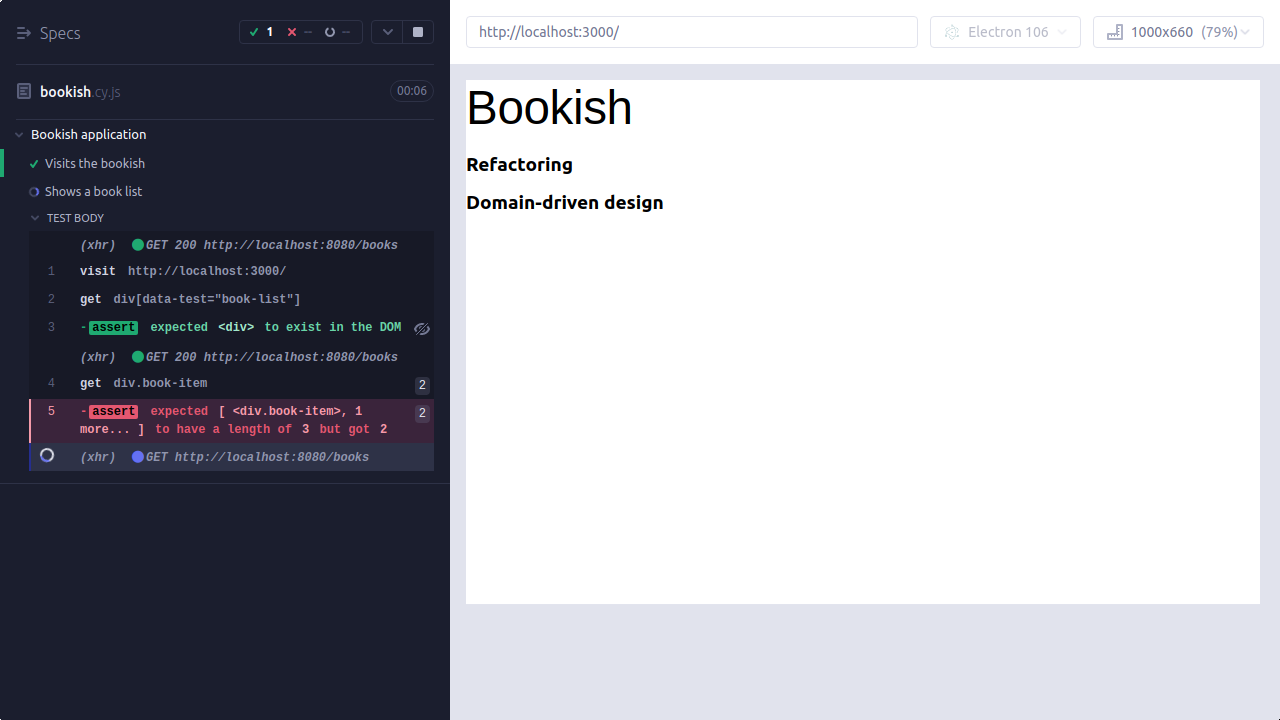 Specs
1
--
--
http://localhost:3000/
Electron 106
1000x660 (79%)
bookish.cy.js
00:06
Bookish application
Visits the bookish
Shows a book list
TEST BODY
(xhr) GET 200 http://localhost:8080/books
1 visit http://localhost:3000/
2 get div[data-test="book-list"]
3 -assert expected <div> to exist in the DOM
(xhr) GET 200 http://localhost:8080/books
4 get div.book-item 2
5 -assert expected [ <div.book-item>, 1 2
more... ] to have a length of 3 but got 2
(xhr) GET http://localhost:8080/books
Bookish
Refactoring
Domain-driven design